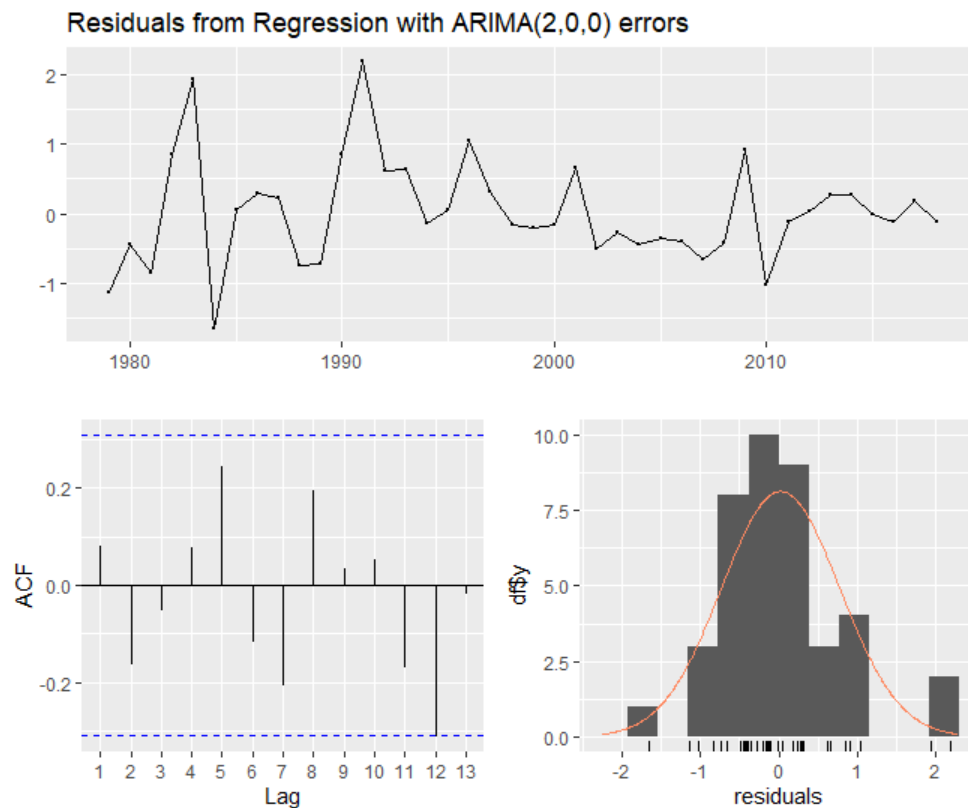 Residuals from Regression with ARIMA(2,0,0) errors
2
1
0
-1
1980 1990 2000 2010
ACF
0.2
0.0
-0.2
1 2 3 4 5 6 7 8 9 10 11 12 13
Lag
df$y
10.0
7.5
5.0
2.5
0.0
-2 -1 0 1 2
residuals